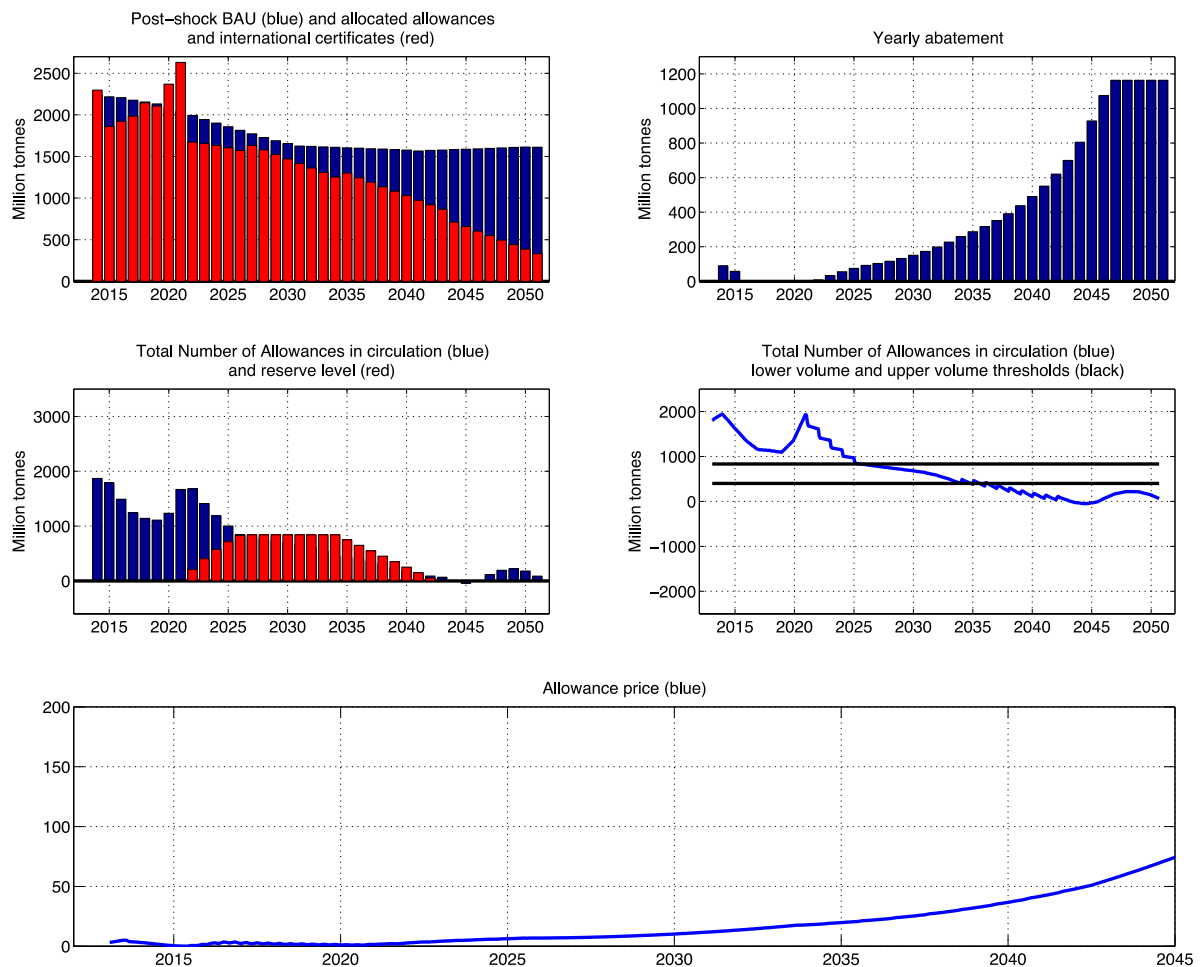 Post-shock BAU (blue) and allocated allowances
and international certificates (red)
Million tonnes
2500
2000
1500
1000
500
0
2015 2020 2025 2030 2035 2040 2045 2050
Yearly abatement
Million tonnes
1200
1000
800
600
400
200
0
2015 2020 2025 2030 2035 2040 2045 2050
Total Number of Allowances in circulation (blue)
and reserve level (red)
Million tonnes
3000
2000
1000
0
2015 2020 2025 2030 2035 2040 2045 2050
Total Number of Allowances in circulation (blue)
lower volume and upper volume thresholds (black)
Million tonnes
2000
1000
0
−1000
−2000
2015 2020 2025 2030 2035 2040 2045 2050
Allowance price (blue)
200
150
100
50
0
2015 2020 2025 2030 2035 2040 2045